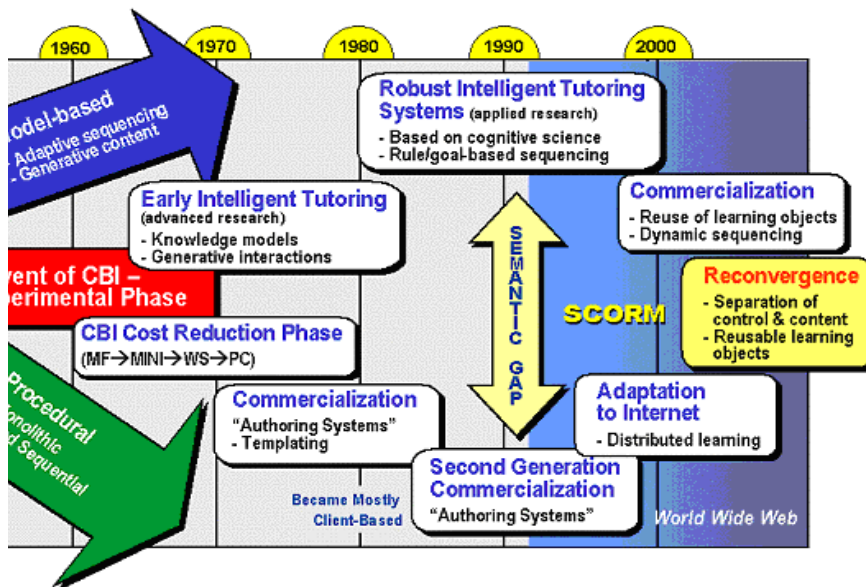 1960 1970 1980 1990 2000
odel-based
- Adaptive sequencing
- Generative content
Robust Intelligent Tutoring
Systems (applied research)
- Based on cognitive science
- Rule/goal-based sequencing
Early Intelligent Tutoring
(advanced research)
- Knowledge models
- Generative interactions
Commercialization
- Reuse of learning objects
- Dynamic sequencing
vent of CBI –
perimental Phase
SEMANTIC GAP
SCORM
Reconvergence
- Separation of
control & content
- Reusable learning
objects
CBI Cost Reduction Phase
(MF→MINI→WS→PC)
Procedural
onolithic
d Sequential
Commercialization
“Authoring Systems”
- Templating
Adaptation
to Internet
- Distributed learning
Second Generation
Commercialization
“Authoring Systems”
Became Mostly
Client-Based
World Wide Web